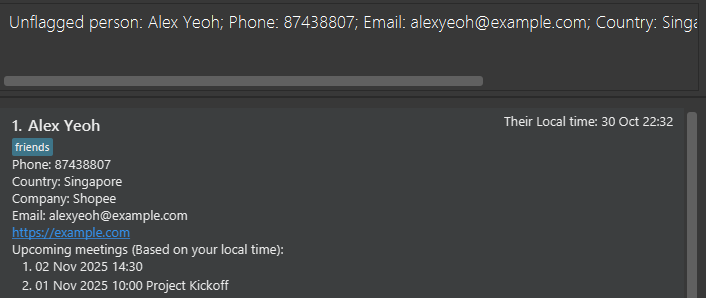 Unflagged person: Alex Yeoh; Phone: 87438807; Email: alexyeoh@example.com; Country: Singa
1. Alex Yeoh
Their Local time: 30 Oct 22:32
friends
Phone: 87438807
Country: Singapore
Company: Shopee
Email: alexyeoh@example.com
https://example.com
Upcoming meetings (Based on your local time):
1. 02 Nov 2025 14:30
2. 01 Nov 2025 10:00 Project Kickoff